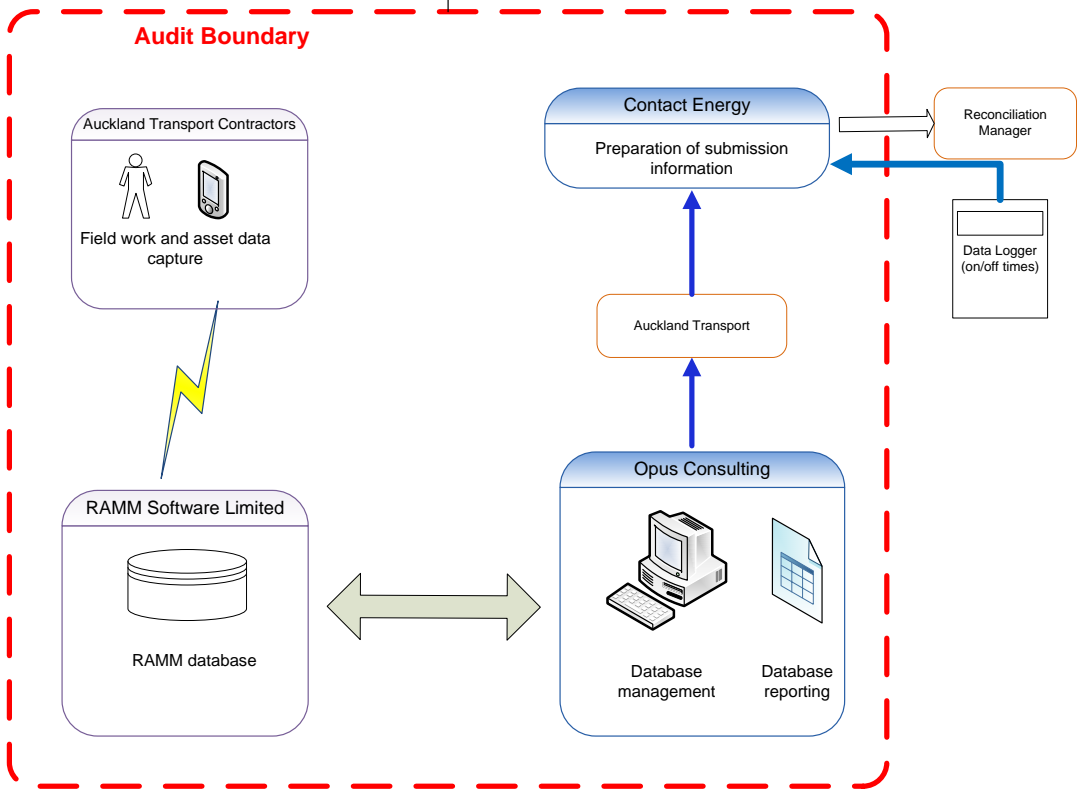 Audit Boundary
Auckland Transport Contractors
Field work and asset data
capture
Contact Energy
Preparation of submission
information
Reconciliation
Manager
Data Logger
(on/off times)
Auckland Transport
RAMM Software Limited
RAMM database
Opus Consulting
Database
management
Database
reporting